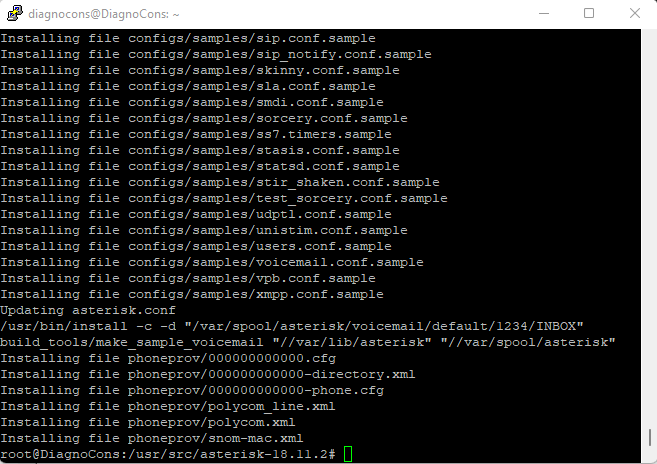 diagnocons@DiagnoCons: ~
Installing file configs/samples/sip.conf.sample
Installing file configs/samples/sip_notify.conf.sample
Installing file configs/samples/skinny.conf.sample
Installing file configs/samples/sla.conf.sample
Installing file configs/samples/smdi.conf.sample
Installing file configs/samples/sorcery.conf.sample
Installing file configs/samples/ss7.timers.sample
Installing file configs/samples/stasis.conf.sample
Installing file configs/samples/statsd.conf.sample
Installing file configs/samples/stir_shaken.conf.sample
Installing file configs/samples/test_sorcery.conf.sample
Installing file configs/samples/udptl.conf.sample
Installing file configs/samples/unistim.conf.sample
Installing file configs/samples/users.conf.sample
Installing file configs/samples/voicemail.conf.sample
Installing file configs/samples/vpb.conf.sample
Installing file configs/samples/xmpp.conf.sample
Updating asterisk.conf
/usr/bin/install -c -d "/var/spool/asterisk/voicemail/default/1234/INBOX"
build_tools/make_sample_voicemail "//var/lib/asterisk" "//var/spool/asterisk"
Installing file phoneprov/000000000000.cfg
Installing file phoneprov/000000000000-directory.xml
Installing file phoneprov/000000000000-phone.cfg
Installing file phoneprov/polycom_line.xml
Installing file phoneprov/polycom.xml
Installing file phoneprov/snom-mac.xml
root@DiagnoCons:/usr/src/asterisk-18.11.2#